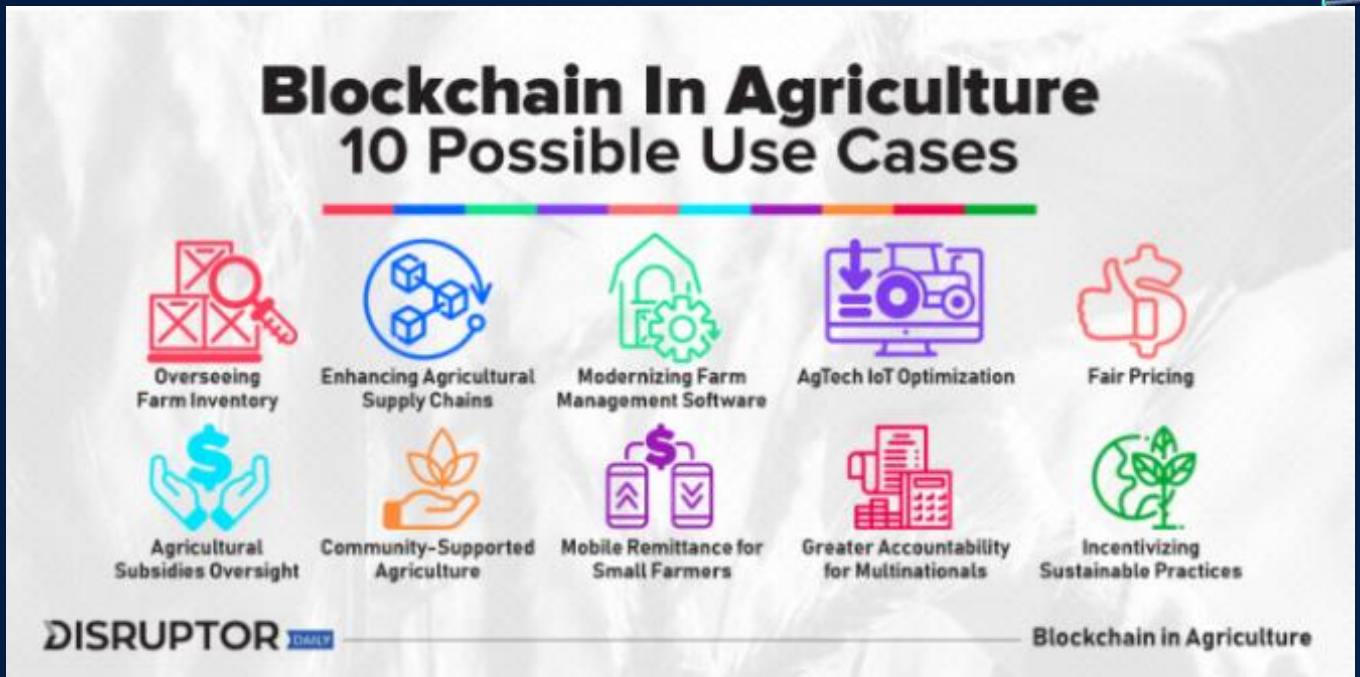 Blockchain In Agriculture
10 Possible Use Cases
Overseeing
Farm Inventory
Enhancing Agricultural
Supply Chains
Modernizing Farm
Management Software
AgTech IoT Optimization
Fair Pricing
Agricultural
Subsidies Oversight
Community-Supported
Agriculture
Mobile Remittance for
Small Farmers
Greater Accountability
for Multinationals
Incentivizing
Sustainable Practices
DISRUPTOR DAILY
Blockchain in Agriculture